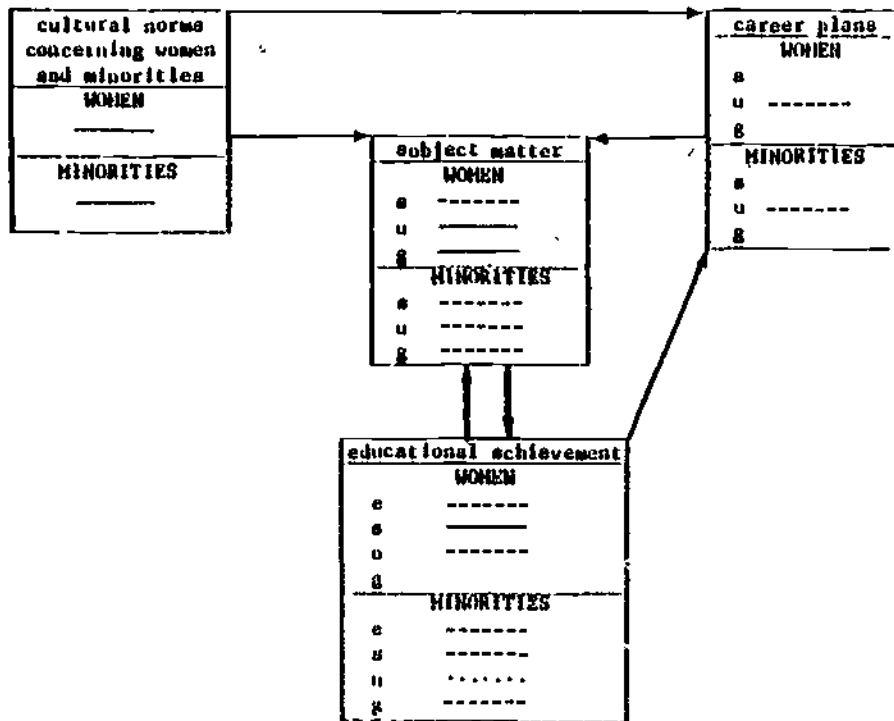 cultural norms
concerning women
and minorities
WOMEN
MINORITIES
career plans
WOMEN
s
u
g
MINORITIES
s
u
g
subject matter
WOMEN
s
u
g
MINORITIES
s
u
g
educational achievement
WOMEN
e
s
u
g
MINORITIES
e
s
u
g